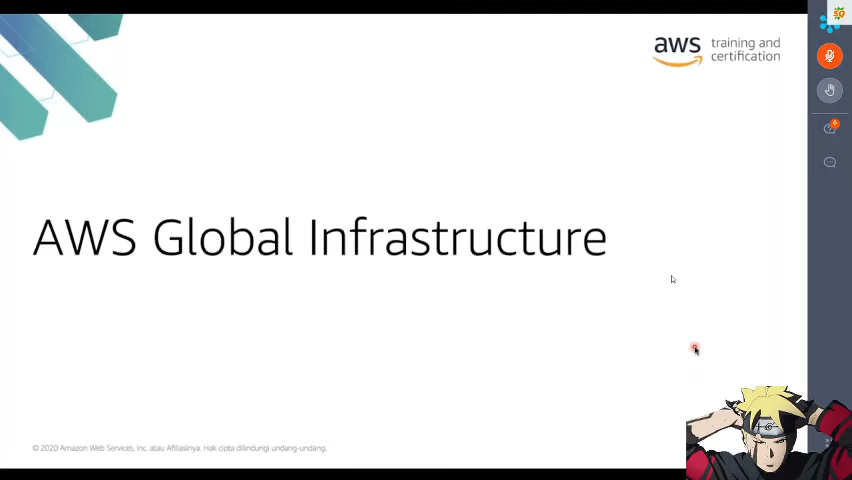 aws training and
certification
6
AWS Global Infrastructure
© 2020 Amazon Web Services, Inc. atau Afiliasinya. Hak cipta dilindungi undang-undang.